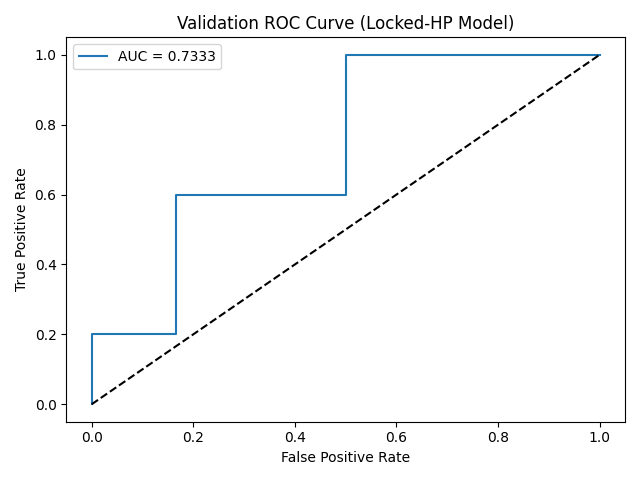 Validation ROC Curve (Locked-HP Model)
AUC = 0.7333
1.0
0.8
0.6
0.4
0.2
0.0
True Positive Rate
0.0 0.2 0.4 0.6 0.8 1.0
False Positive Rate